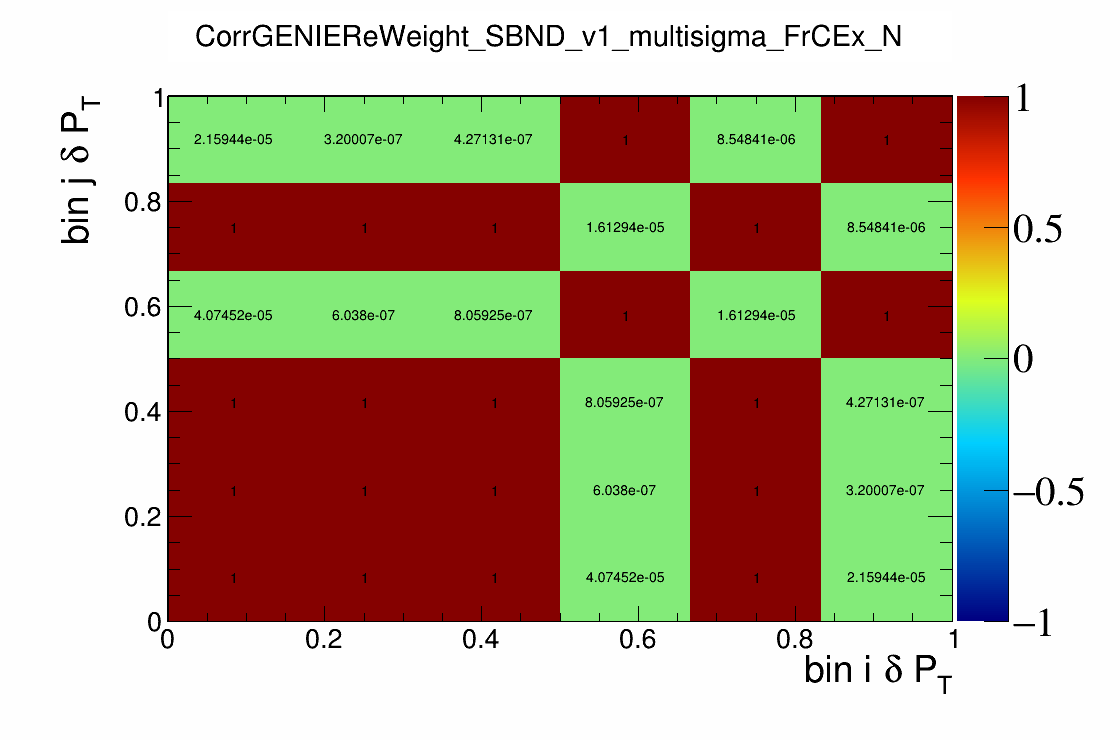 CorrGENIEReWeight_SBND_v1_multisigma_FrCEx_N
bin j δ P_T
1
0.8
0.6
0.4
0.2
0
2.15944e-05 3.20007e-07 4.27131e-07 1 8.54841e-06 1
1 1 1 1.61294e-05 1 8.54841e-06
4.07452e-05 6.038e-07 8.05925e-07 1 1.61294e-05 1
1 1 1 8.05925e-07 1 4.27131e-07
1 1 1 6.038e-07 1 3.20007e-07
1 1 1 4.07452e-05 1 2.15944e-05
0 0.2 0.4 0.6 0.8 1
bin i δ P_T
1
0.5
0
−0.5
−1